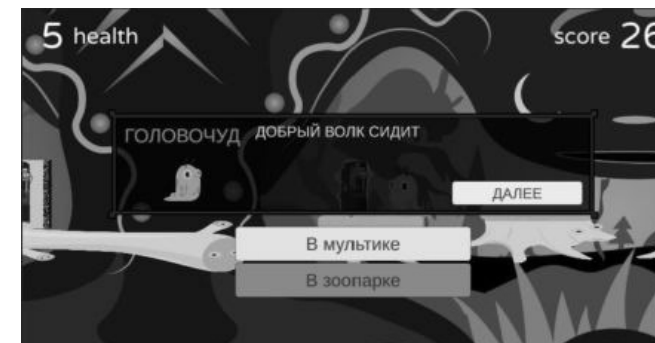 5 health
score 26
ГОЛОВОЧУД
ДОБРЫЙ ВОЛК СИДИТ
ДАЛЕЕ
В мультике
В зоопарке